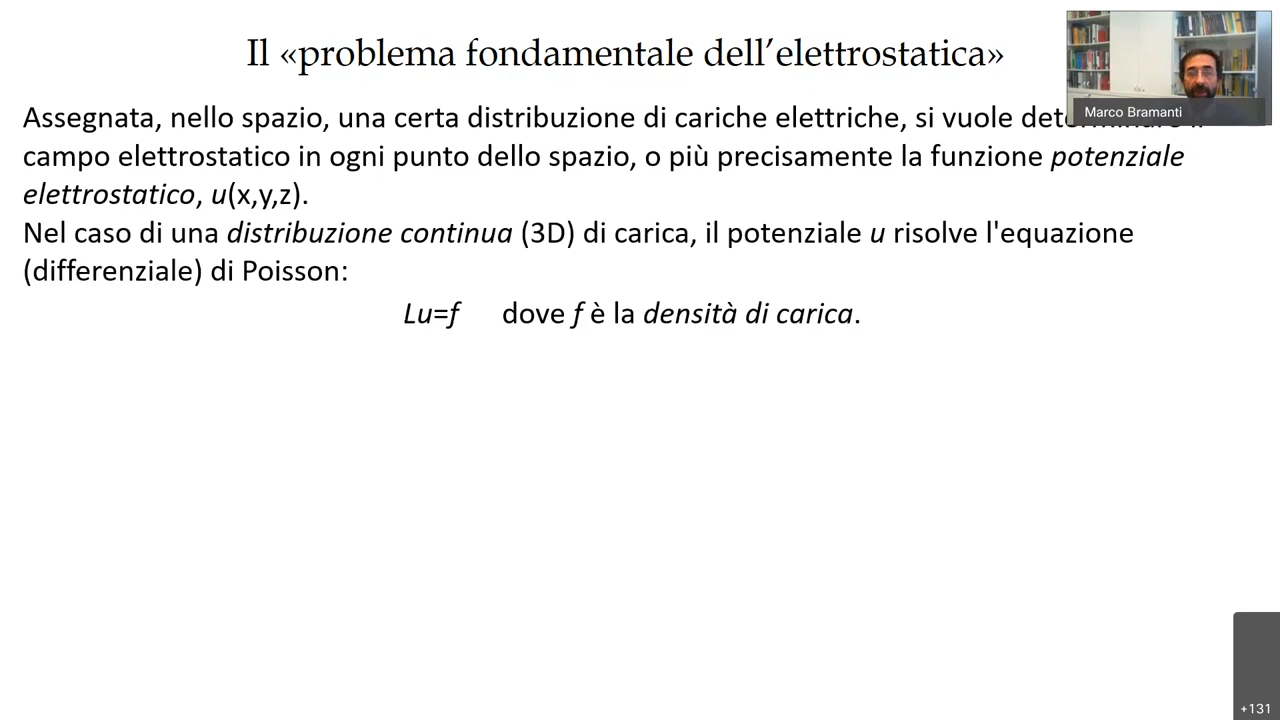 Il «problema fondamentale dell’elettrostatica»
Marco Bramanti
Assegnata, nello spazio, una certa distribuzione di cariche elettriche, si vuole
campo elettrostatico in ogni punto dello spazio, o più precisamente la funzione potenziale
elettrostatico, u(x,y,z).
Nel caso di una distribuzione continua (3D) di carica, il potenziale u risolve l'equazione
(differenziale) di Poisson:
Lu=f dove f è la densità di carica.
+131